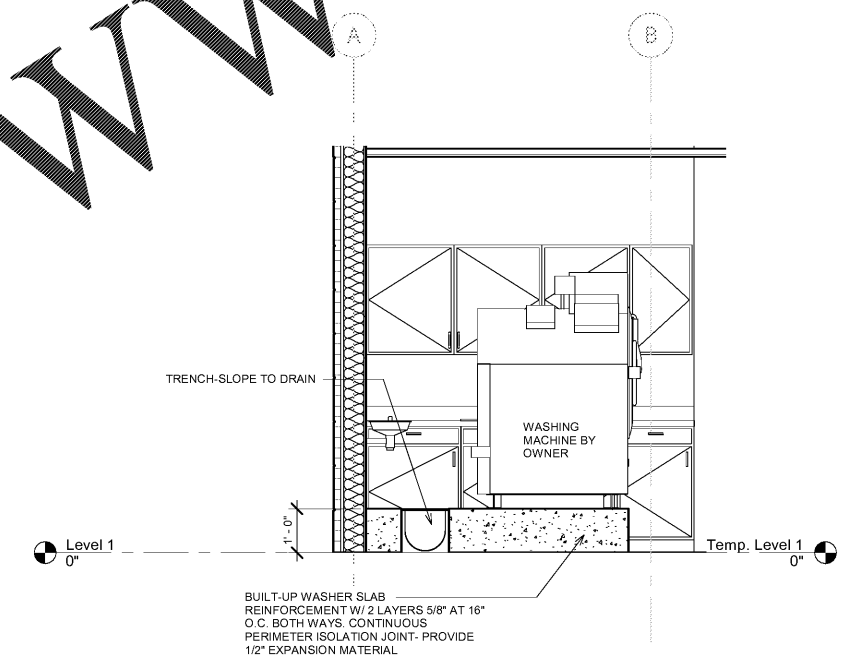 WW
A
B
TRENCH-SLOPE TO DRAIN
WASHING
MACHINE BY
OWNER
1' - 0"
Level 1
0"
Temp. Level 1
0"
BUILT-UP WASHER SLAB
REINFORCEMENT W/ 2 LAYERS 5/8" AT 16"
O.C. BOTH WAYS. CONTINUOUS
PERIMETER ISOLATION JOINT- PROVIDE
1/2" EXPANSION MATERIAL